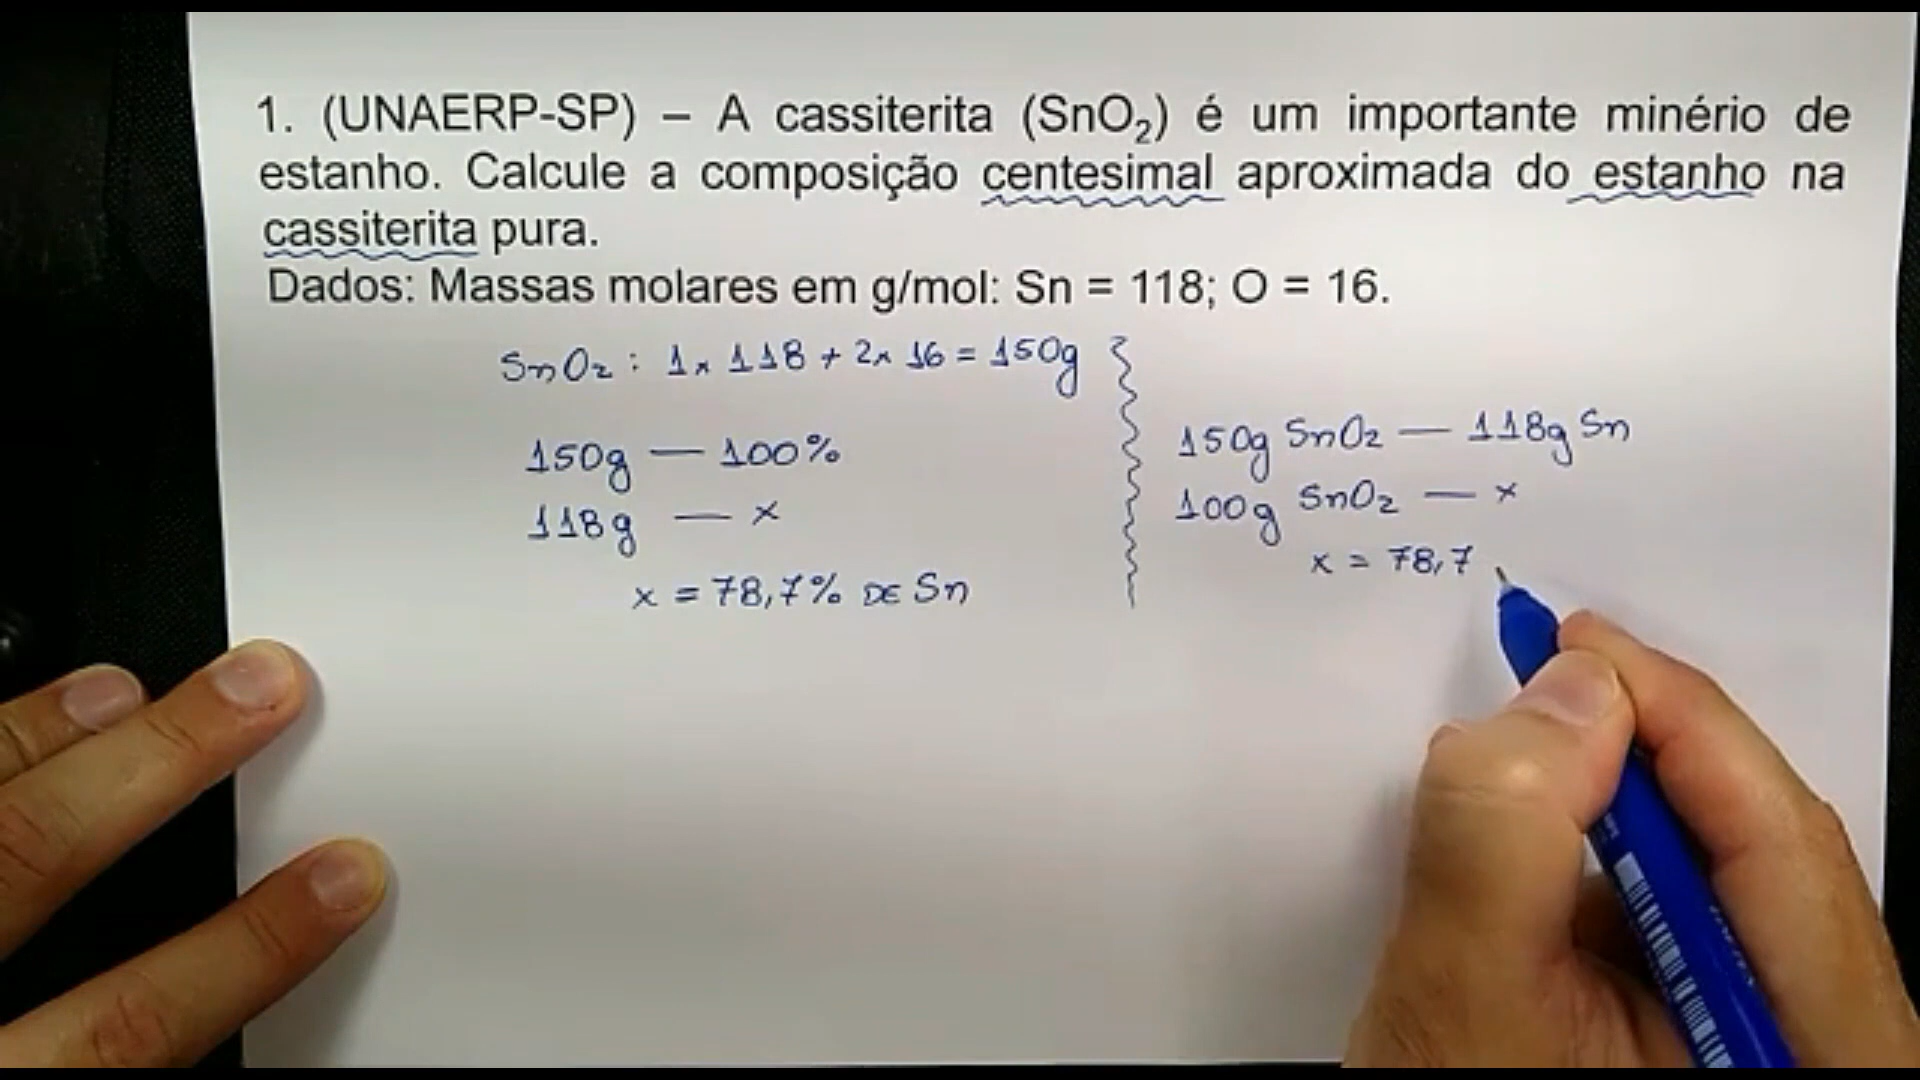 1. (UNAERP-SP) – A cassiterita (SnO₂) é um importante minério de
estanho. Calcule a composição centesimal aproximada do estanho na
cassiterita pura.
Dados: Massas molares em g/mol: Sn = 118; O = 16.
SnO₂ : 1 x 118 + 2 x 16 = 150g
150g — 100%
118g — x
x = 78,7% DE Sn
150g SnO₂ — 118g Sn
100g SnO₂ — x
x = 78,7